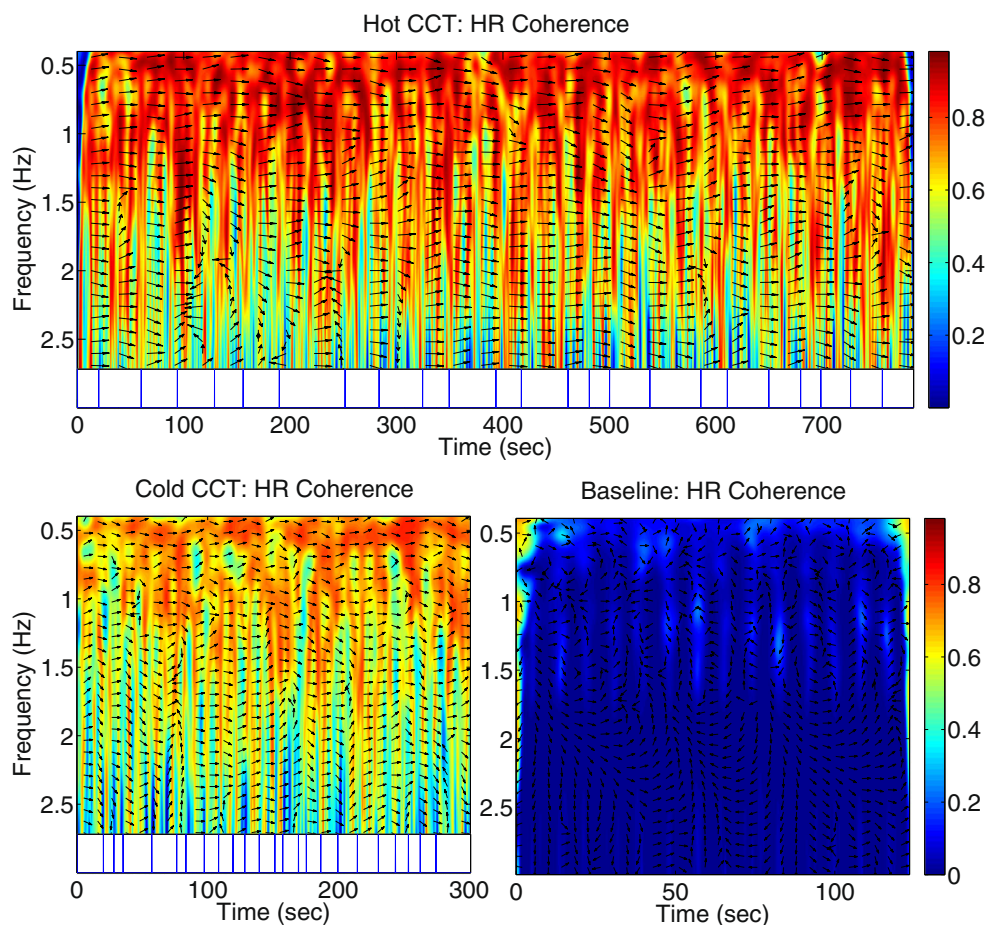 Hot CCT: HR Coherence
Frequency (Hz)
0.5
1
1.5
2
2.5
0 100 200 300 400 500 600 700
Time (sec)
0.8
0.6
0.4
0.2
Cold CCT: HR Coherence
Frequency (Hz)
0.5
1
1.5
2
2.5
0 100 200 300
Time (sec)
Baseline: HR Coherence
0.5
1
1.5
2
2.5
0 50 100
Time (sec)
0.8
0.6
0.4
0.2
0